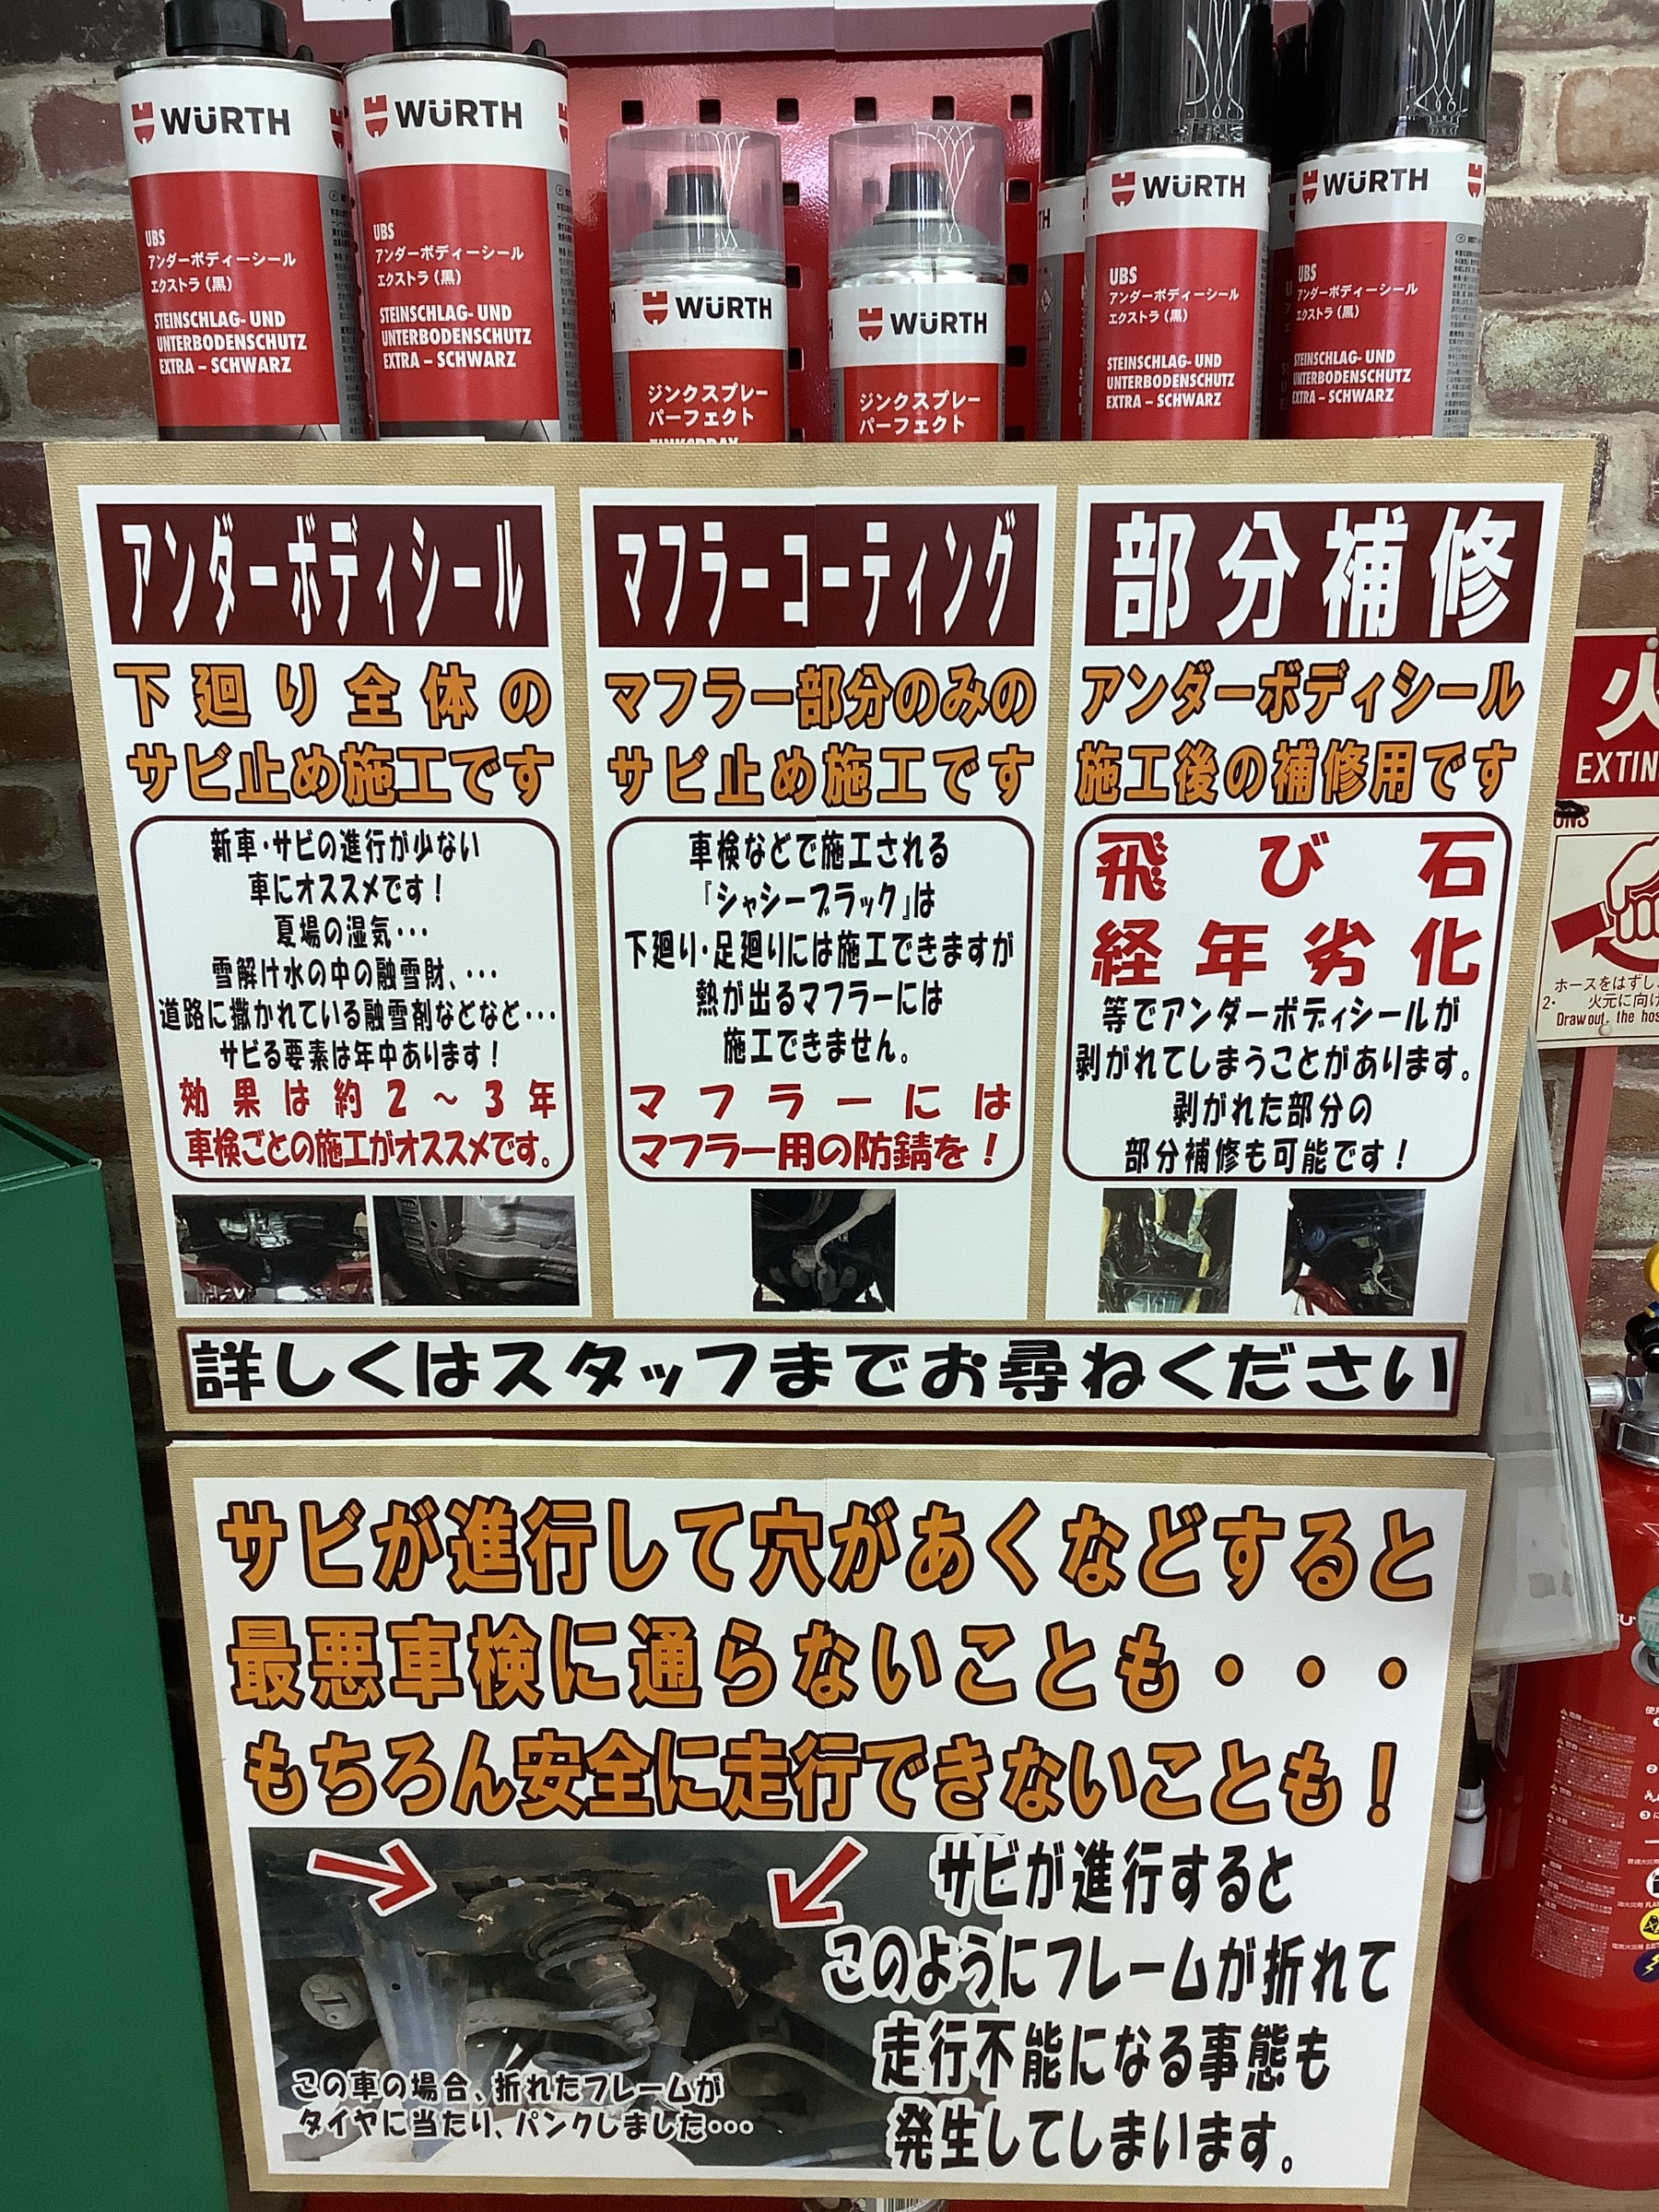 WÜRTH
UBS
アンダーボディーシール
エクストラ(黒)
STEINSCHLAG- UND
UNTERBODENSCHUTZ
EXTRA – SCHWARZ
WÜRTH
UBS
アンダーボディーシール
エクストラ(黒)
STEINSCHLAG- UND
UNTERBODENSCHUTZ
EXTRA – SCHWARZ
WÜRTH
ジンクスプレー
パーフェクト
WÜRTH
ジンクスプレー
パーフェクト
WÜRTH
UBS
アンダーボディーシール
エクストラ(黒)
STEINSCHLAG- UND
UNTERBODENSCHUTZ
EXTRA – SCHWARZ
WÜRTH
UBS
アンダーボディーシール
エクストラ(黒)
STEINSCHLAG- UND
UNTERBODENSCHUTZ
EXTRA – SCHWARZ
アンダーボディシール
下廻り全体の
サビ止め施工です
新車・サビの進行が少ない
車にオススメです!
夏場の湿気・・・
雪解け水の中の融雪財、・・・
道路に撒かれている融雪剤などなど・・・
サビる要素は年中あります!
効果は約2~3年
車検ごとの施工がオススメです。
マフラーコーティング
マフラー部分のみの
サビ止め施工です
車検などで施工される
『シャシーブラック』は
下廻り・足廻りには施工できますが
熱が出るマフラーには
施工できません。
マフラーには
マフラー用の防錆を!
部分補修
アンダーボディシール
施工後の補修用です
飛び石
経年劣化
等でアンダーボディシールが
剥がれてしまうことがあります。
剥がれた部分の
部分補修も可能です!
詳しくはスタッフまでお尋ねください
サビが進行して穴があくなどすると
最悪車検に通らないことも・・・
もちろん安全に走行できないことも!
サビが進行すると
このようにフレームが折れて
走行不能になる事態も
発生してしまいます。
この車の場合、折れたフレームが
タイヤに当たり、パンクしました・・・
火
EXTIN
ホースをはずし、
2・ 火元に向け
Draw out the hos